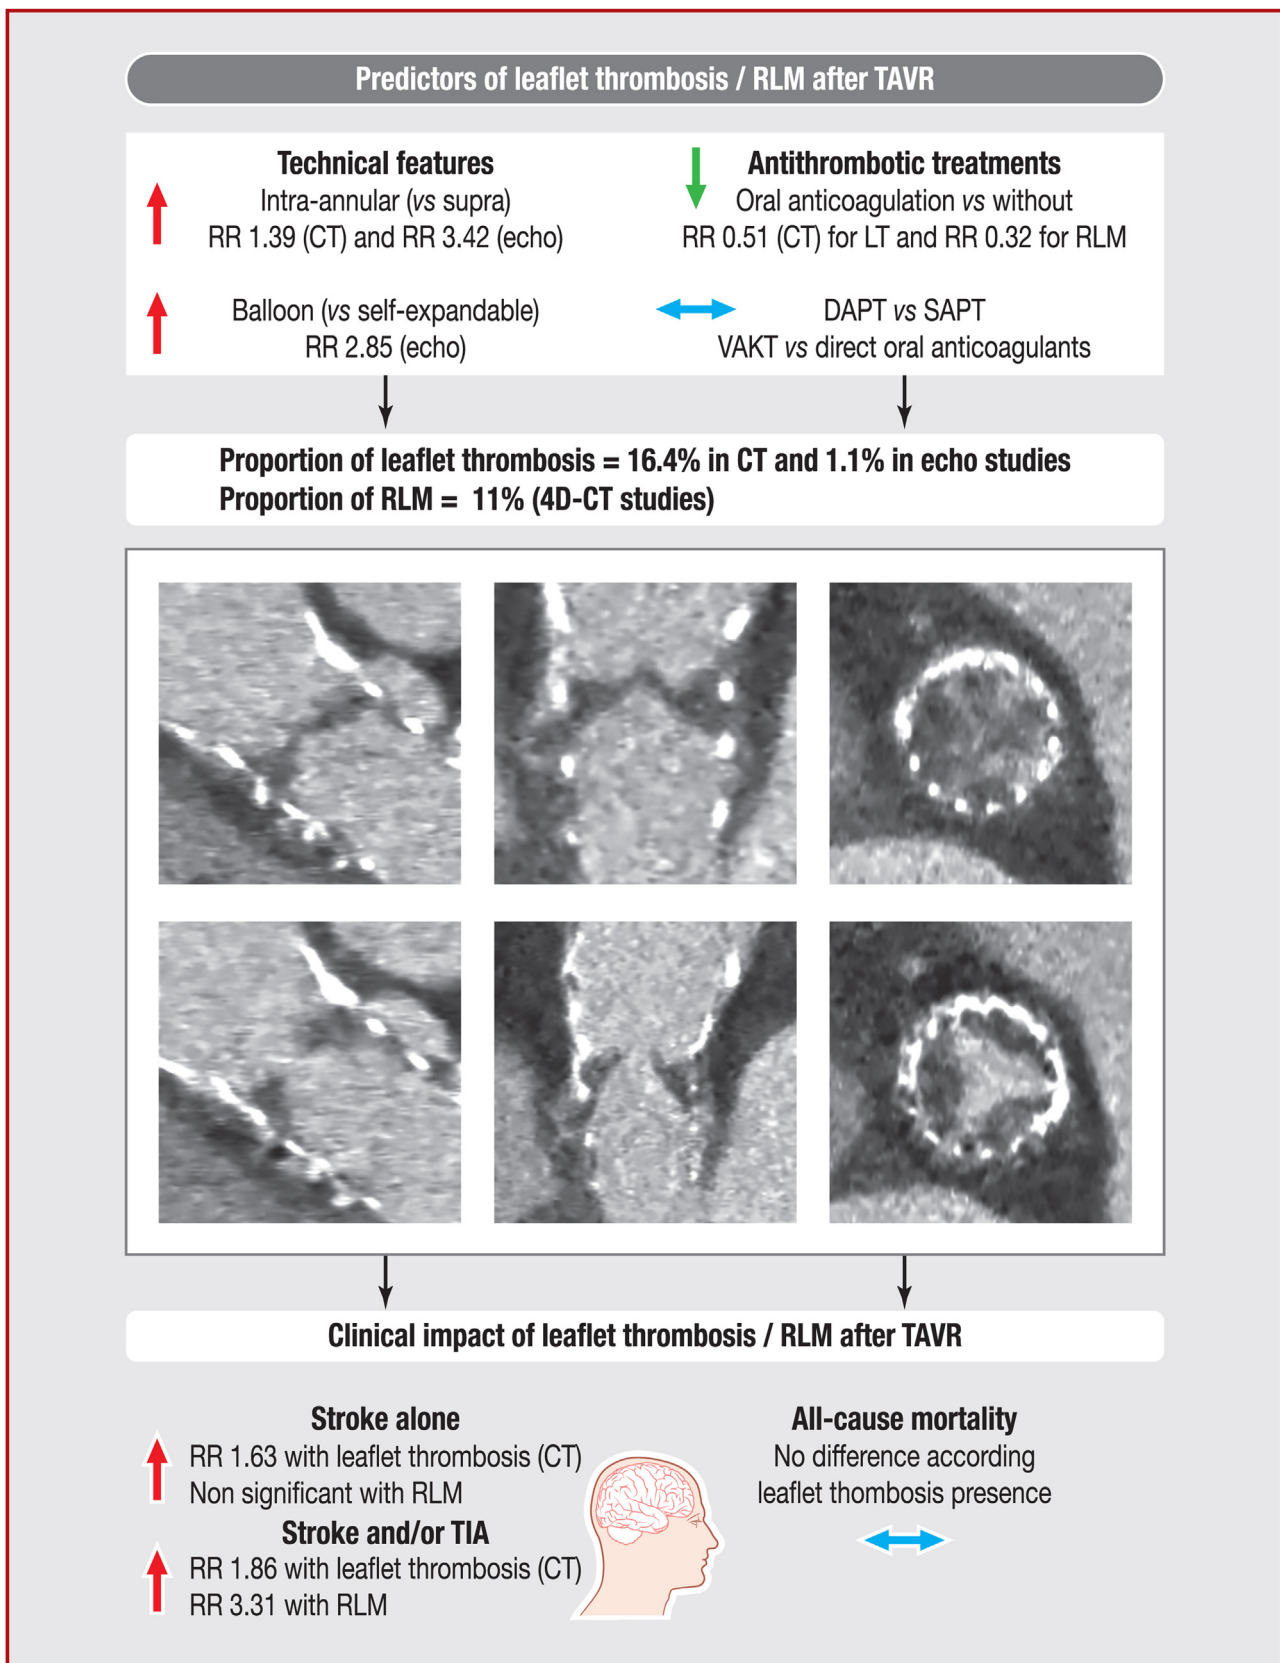 Predictors of leaflet thrombosis / RLM after TAVR
Technical features
Intra-annular (vs supra)
RR 1.39 (CT) and RR 3.42 (echo)
Balloon (vs self-expandable)
RR 2.85 (echo)
Antithrombotic treatments
Oral anticoagulation vs without
RR 0.51 (CT) for LT and RR 0.32 for RLM
DAPT vs SAPT
VAKT vs direct oral anticoagulants
Proportion of leaflet thrombosis = 16.4% in CT and 1.1% in echo studies
Proportion of RLM = 11% (4D-CT studies)
Clinical impact of leaflet thrombosis / RLM after TAVR
Stroke alone
RR 1.63 with leaflet thrombosis (CT)
Non significant with RLM
Stroke and/or TIA
RR 1.86 with leaflet thrombosis (CT)
RR 3.31 with RLM
All-cause mortality
No difference according
leaflet thombosis presence